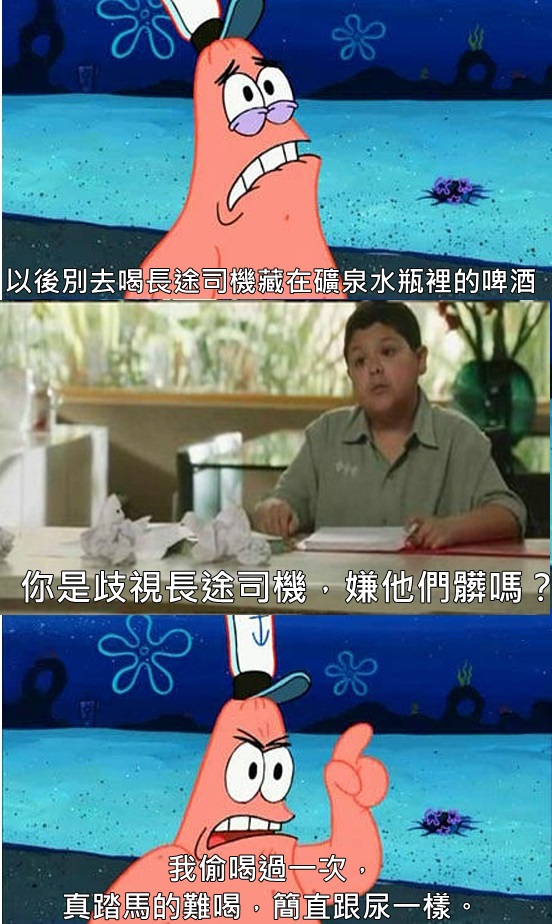 以後別去喝長途司機藏在礦泉水瓶裡的啤酒
你是歧視長途司機，嫌他們髒嗎？
我偷喝過一次，
真踏馬的難喝，簡直跟尿一樣。